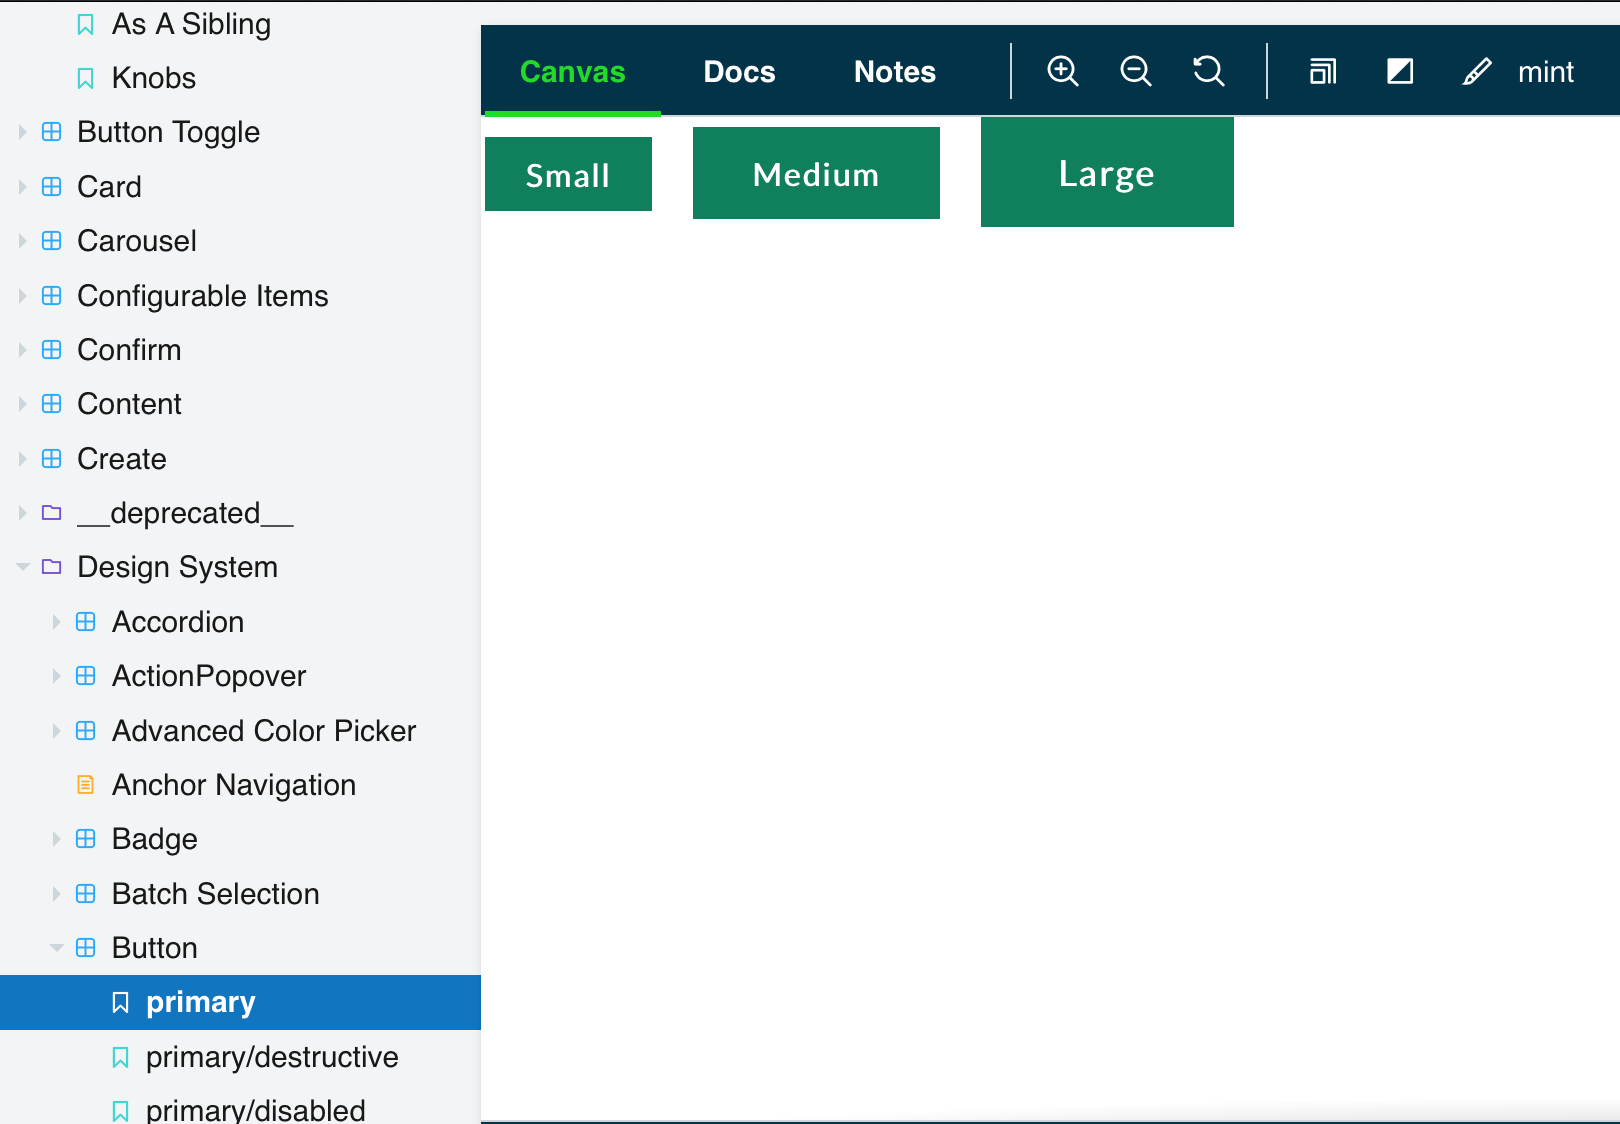 As A Sibling
Knobs
Button Toggle
Card
Carousel
Configurable Items
Confirm
Content
Create
__deprecated__
Design System
Accordion
ActionPopover
Advanced Color Picker
Anchor Navigation
Badge
Batch Selection
Button
primary
primary/destructive
primary/disabled
Canvas Docs Notes mint
Small Medium Large